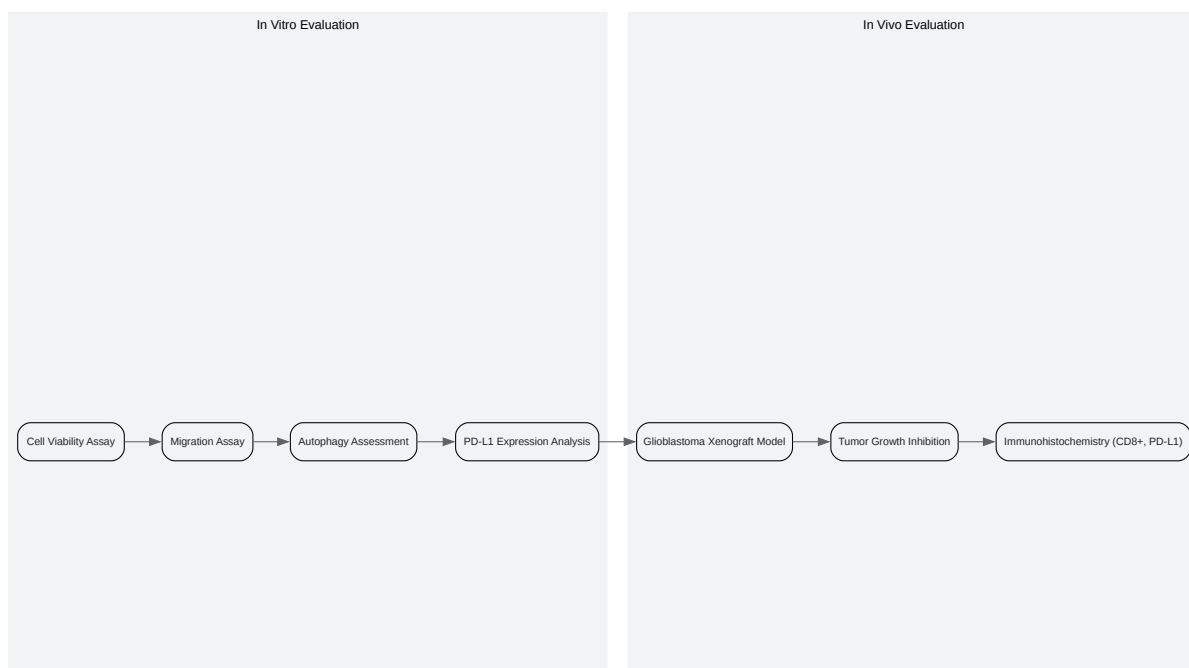 In Vitro Evaluation
Cell Viability Assay
Migration Assay
Autophagy Assessment
PD-L1 Expression Analysis
In Vivo Evaluation
Glioblastoma Xenograft Model
Tumor Growth Inhibition
Immunohistochemistry (CD8+, PD-L1)